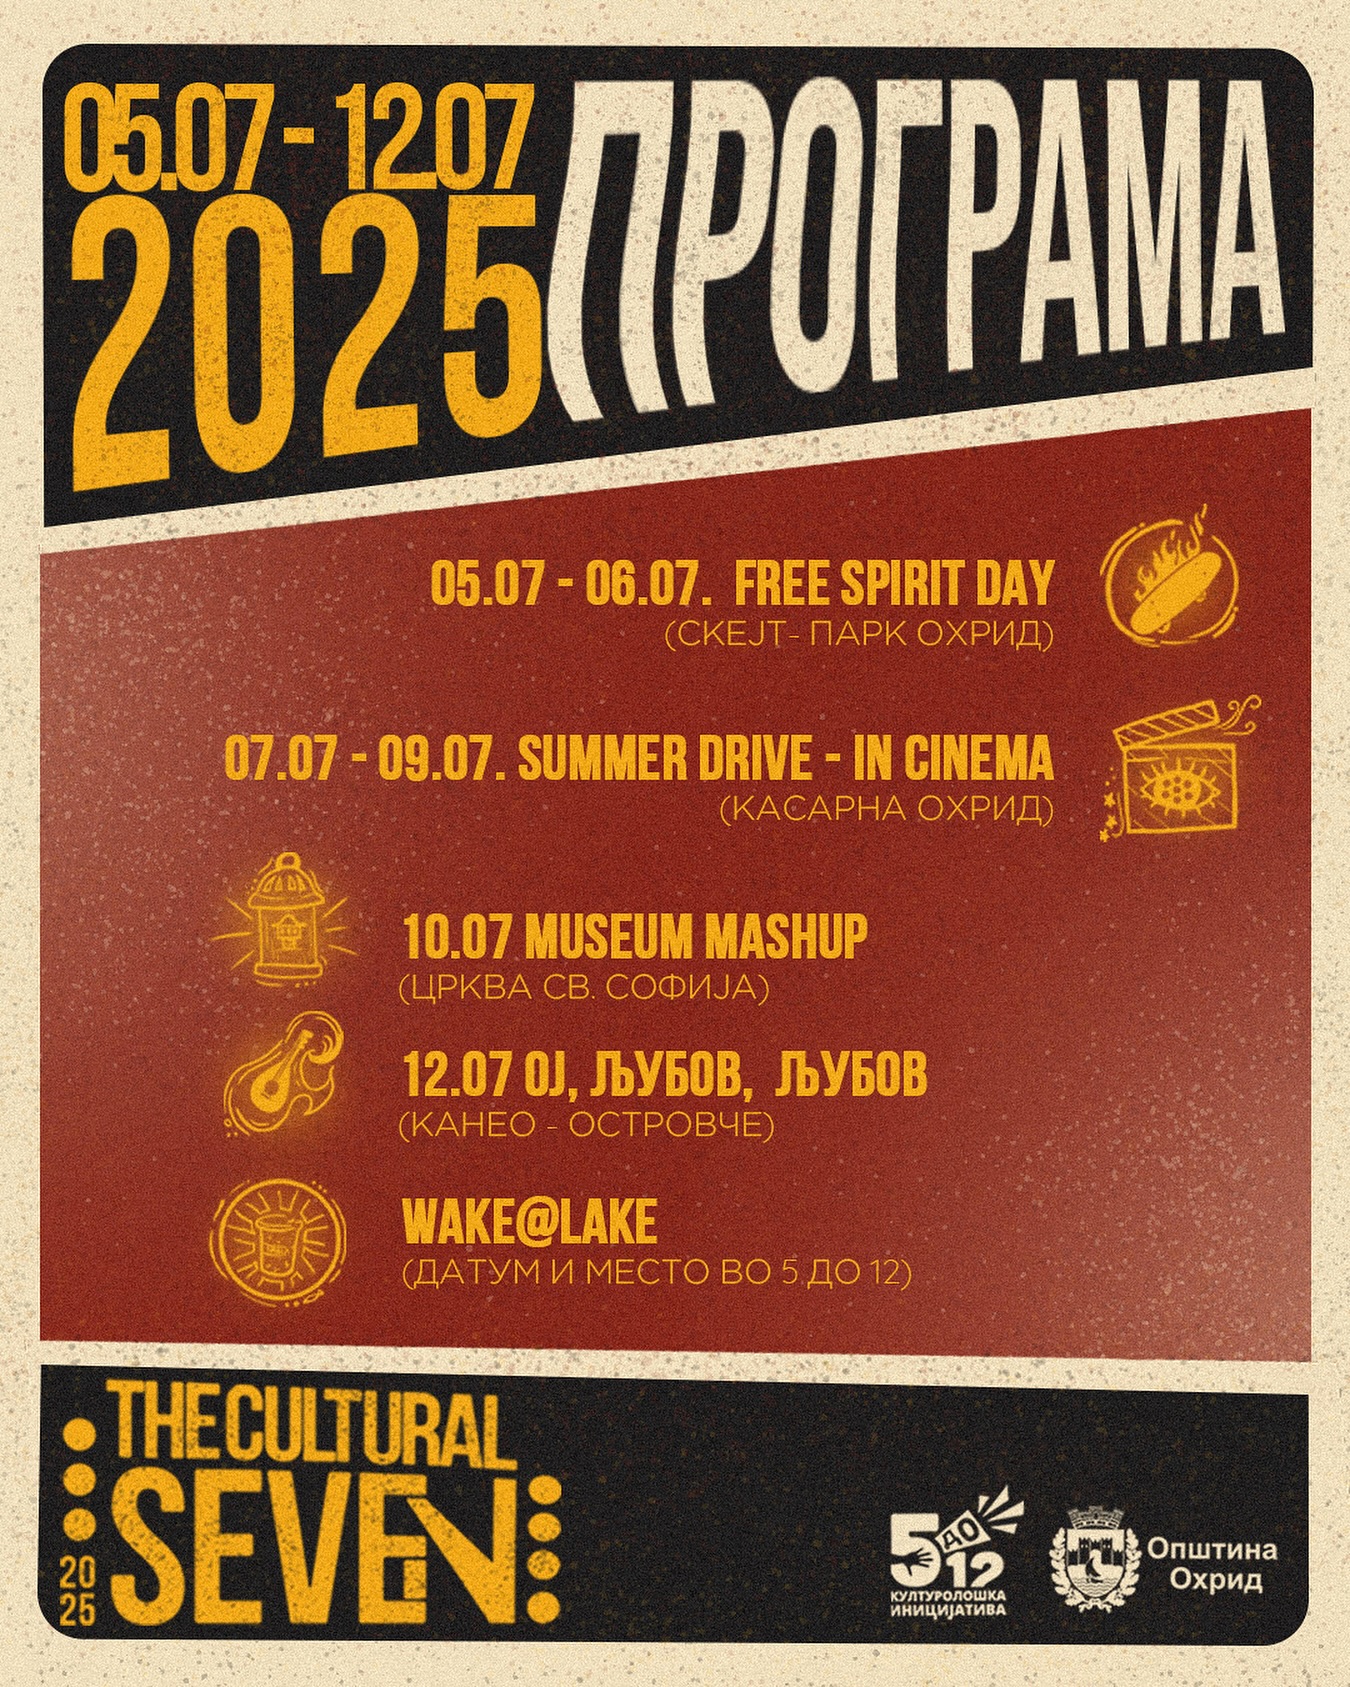 05.07 - 12.07
2025
ПРОГРАМА
05.07 - 06.07. FREE SPIRIT DAY
(СКЕЈТ- ПАРК ОХРИД)
07.07 - 09.07. SUMMER DRIVE - IN CINEMA
(КАСАРНА ОХРИД)
10.07 MUSEUM MASHUP
(ЦРКВА СВ. СОФИЈА)
12.07 ОЈ, ЉУБОВ, ЉУБОВ
(КАНЕО - ОСТРОВЧЕ)
WAKE@LAKE
(ДАТУМ И МЕСТО ВО 5 ДО 12)
THE CULTURAL
SEVEN
20
25
5 ДО 12
КУЛТУРОЛОШКА
ИНИЦИЈАТИВА
Општина
Охрид